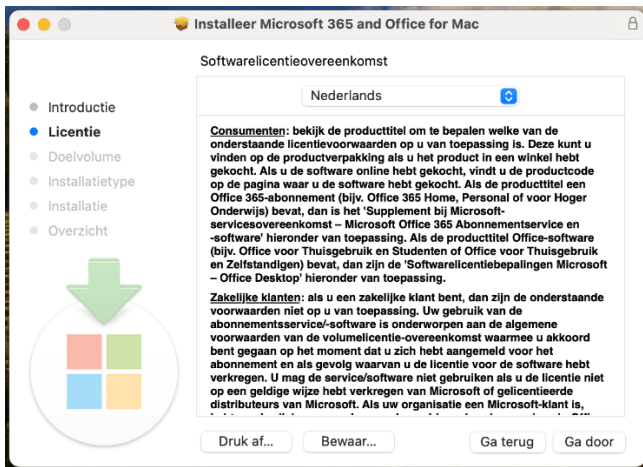 Installeer Microsoft 365 and Office for Mac
Softwarelicentieovereenkomst
Introductie
Licentie
Doelvolume
Installatietype
Installatie
Overzicht
Nederlands
Consumenten: bekijk de producttitel om te bepalen welke van de
onderstaande licentievoorwaarden op u van toepassing is. Deze kunt u
vinden op de productverpakking als u het product in een winkel hebt
gekocht. Als u de software online hebt gekocht, vindt u de productcode
op de pagina waar u de software hebt gekocht. Als de producttitel een
Office 365-abonnement (bijv. Office 365 Home, Personal of voor Hoger
Onderwijs) bevat, dan is het 'Supplement bij Microsoft-
servicesovereenkomst – Microsoft Office 365 Abonnementservice en
-software' hieronder van toepassing. Als de producttitel Office-software
(bijv. Office voor Thuisgebruik en Studenten of Office voor Thuisgebruik
en Zelfstandigen) bevat, dan zijn de 'Softwarelicentiebepalingen Microsoft
– Office Desktop' hieronder van toepassing.
Zakelijke klanten: als u een zakelijke klant bent, dan zijn de onderstaande
voorwaarden niet op u van toepassing. Uw gebruik van de
abonnementsservice/-software is onderworpen aan de algemene
voorwaarden van de volumelicentie-overeenkomst waarmee u akkoord
bent gegaan op het moment dat u zich hebt aangemeld voor het
abonnement en als gevolg waarvan u de licentie voor de software hebt
verkregen. U mag de service/software niet gebruiken als u de licentie niet
op een geldige wijze hebt verkregen van Microsoft of gelicentieerde
distributeurs van Microsoft. Als uw organisatie een Microsoft-klant is,
Druk af...
Bewaar...
Ga terug
Ga door